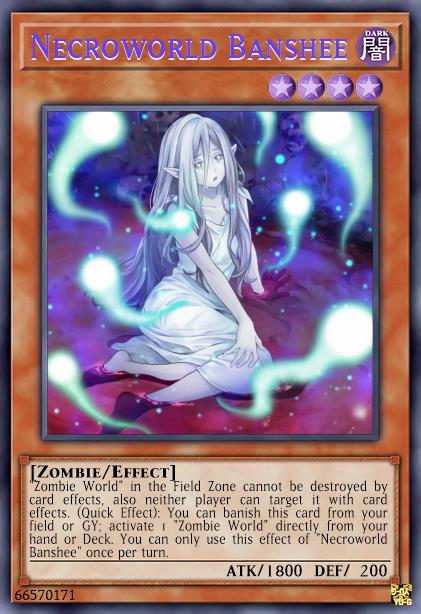 Necroworld Banshee
DARK
闇
[Zombie/Effect]
"Zombie World" in the Field Zone cannot be destroyed by
card effects, also neither player can target it with card
effects. (Quick Effect): You can banish this card from your
field or GY; activate 1 "Zombie World" directly from your
hand or Deck. You can only use this effect of "Necroworld
Banshee" once per turn.
ATK/1800 DEF/ 200
66570171